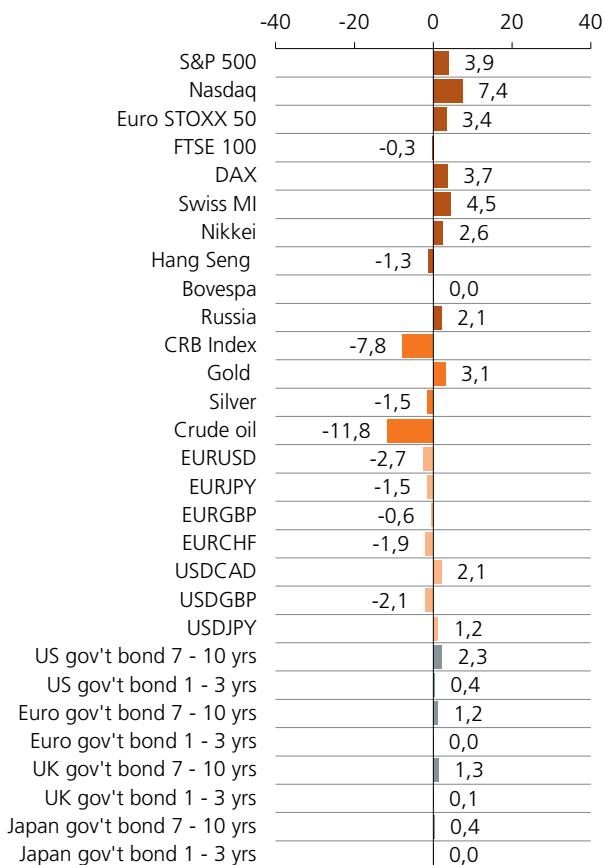 -40 -20 0 20 40
S&P 500 3,9
Nasdaq 7,4
Euro STOXX 50 3,4
FTSE 100 -0,3
DAX 3,7
Swiss MI 4,5
Nikkei 2,6
Hang Seng -1,3
Bovespa 0,0
Russia 2,1
CRB Index -7,8
Gold 3,1
Silver -1,5
Crude oil -11,8
EURUSD -2,7
EURJPY -1,5
EURGBP -0,6
EURCHF -1,9
USDCAD 2,1
USDGBP -2,1
USDJPY 1,2
US gov't bond 7 - 10 yrs 2,3
US gov't bond 1 - 3 yrs 0,4
Euro gov't bond 7 - 10 yrs 1,2
Euro gov't bond 1 - 3 yrs 0,0
UK gov't bond 7 - 10 yrs 1,3
UK gov't bond 1 - 3 yrs 0,1
Japan gov't bond 7 - 10 yrs 0,4
Japan gov't bond 1 - 3 yrs 0,0